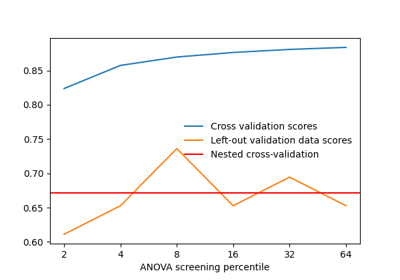 0.85
0.80
0.75
0.70
0.65
0.60
Cross validation scores
Left-out validation data scores
Nested cross-validation
2 4 8 16 32 64
ANOVA screening percentile